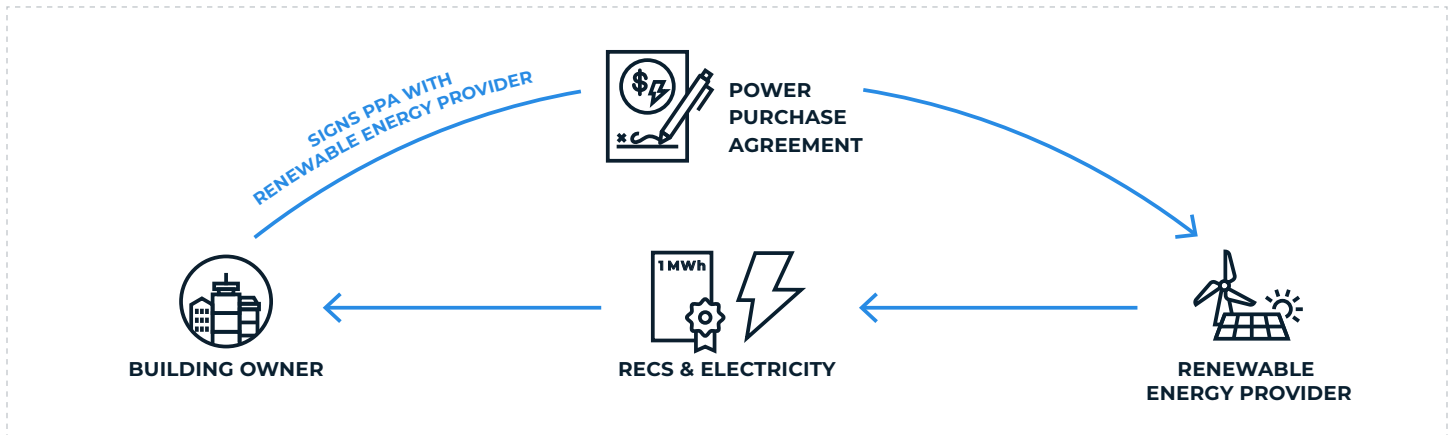 SIGNS PPA WITH
RENEWABLE ENERGY PROVIDER
$
POWER
PURCHASE
AGREEMENT
1 MWh
BUILDING OWNER
RECS & ELECTRICITY
RENEWABLE
ENERGY PROVIDER